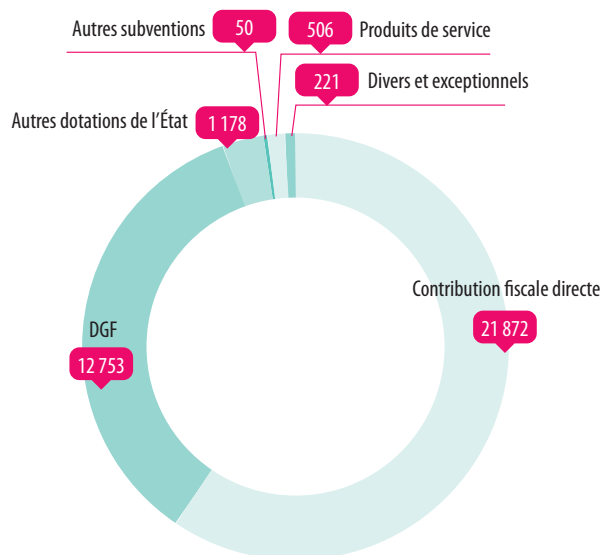 Autres subventions 50
506 Produits de service
221 Divers et exceptionnels
Autres dotations de l’État 1 178
Contribution fiscale directe
21 872
DGF
12 753